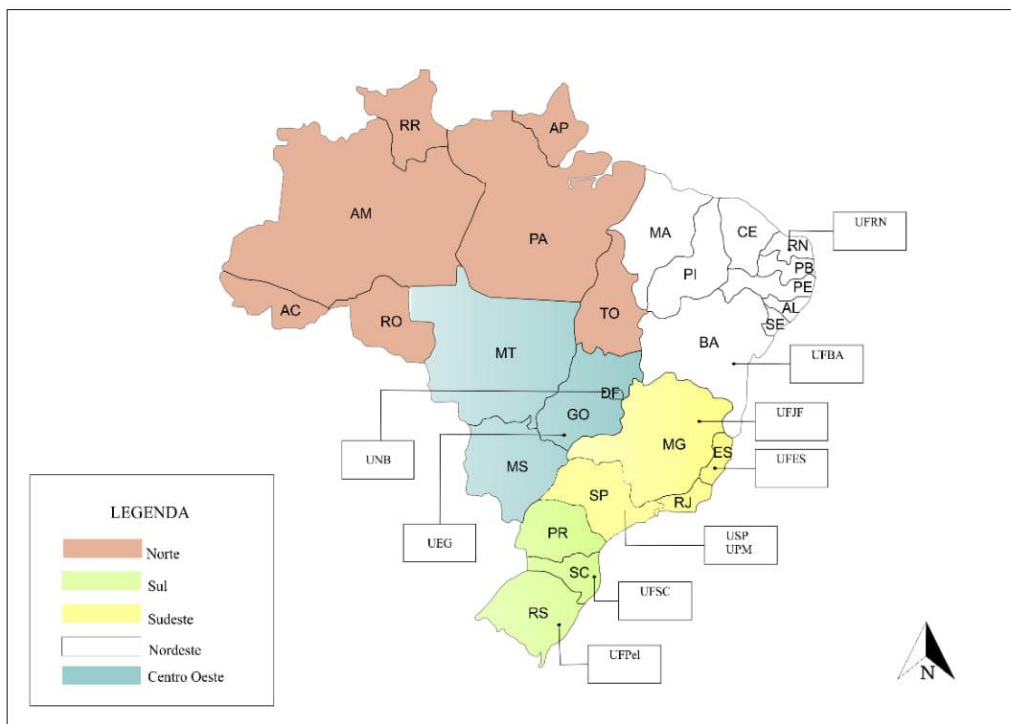 RR
AP
AM
PA
MA
CE
RN
UFRN
PI
PB
PE
AL
SE
AC
RO
TO
MT
BA
UFBA
DF
GO
UFJF
UNB
MG
ES
UFES
MS
SP
RJ
UEG
PR
USP
UPM
SC
UFSC
RS
UFPel
LEGENDA
Norte
Sul
Sudeste
Nordeste
Centro Oeste
N